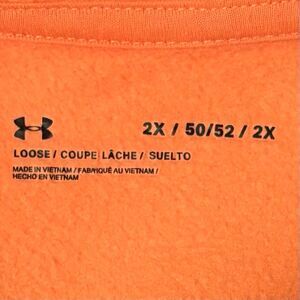 2X / 50/52 / 2X
LOOSE / COUPE LÂCHE / SUELTO
MADE IN VIETNAM / FABRIQUÉ AU VIETNAM /
HECHO EN VIETNAM